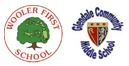 WOOLER FIRST
SCHOOL
Glendale Community
Middle School